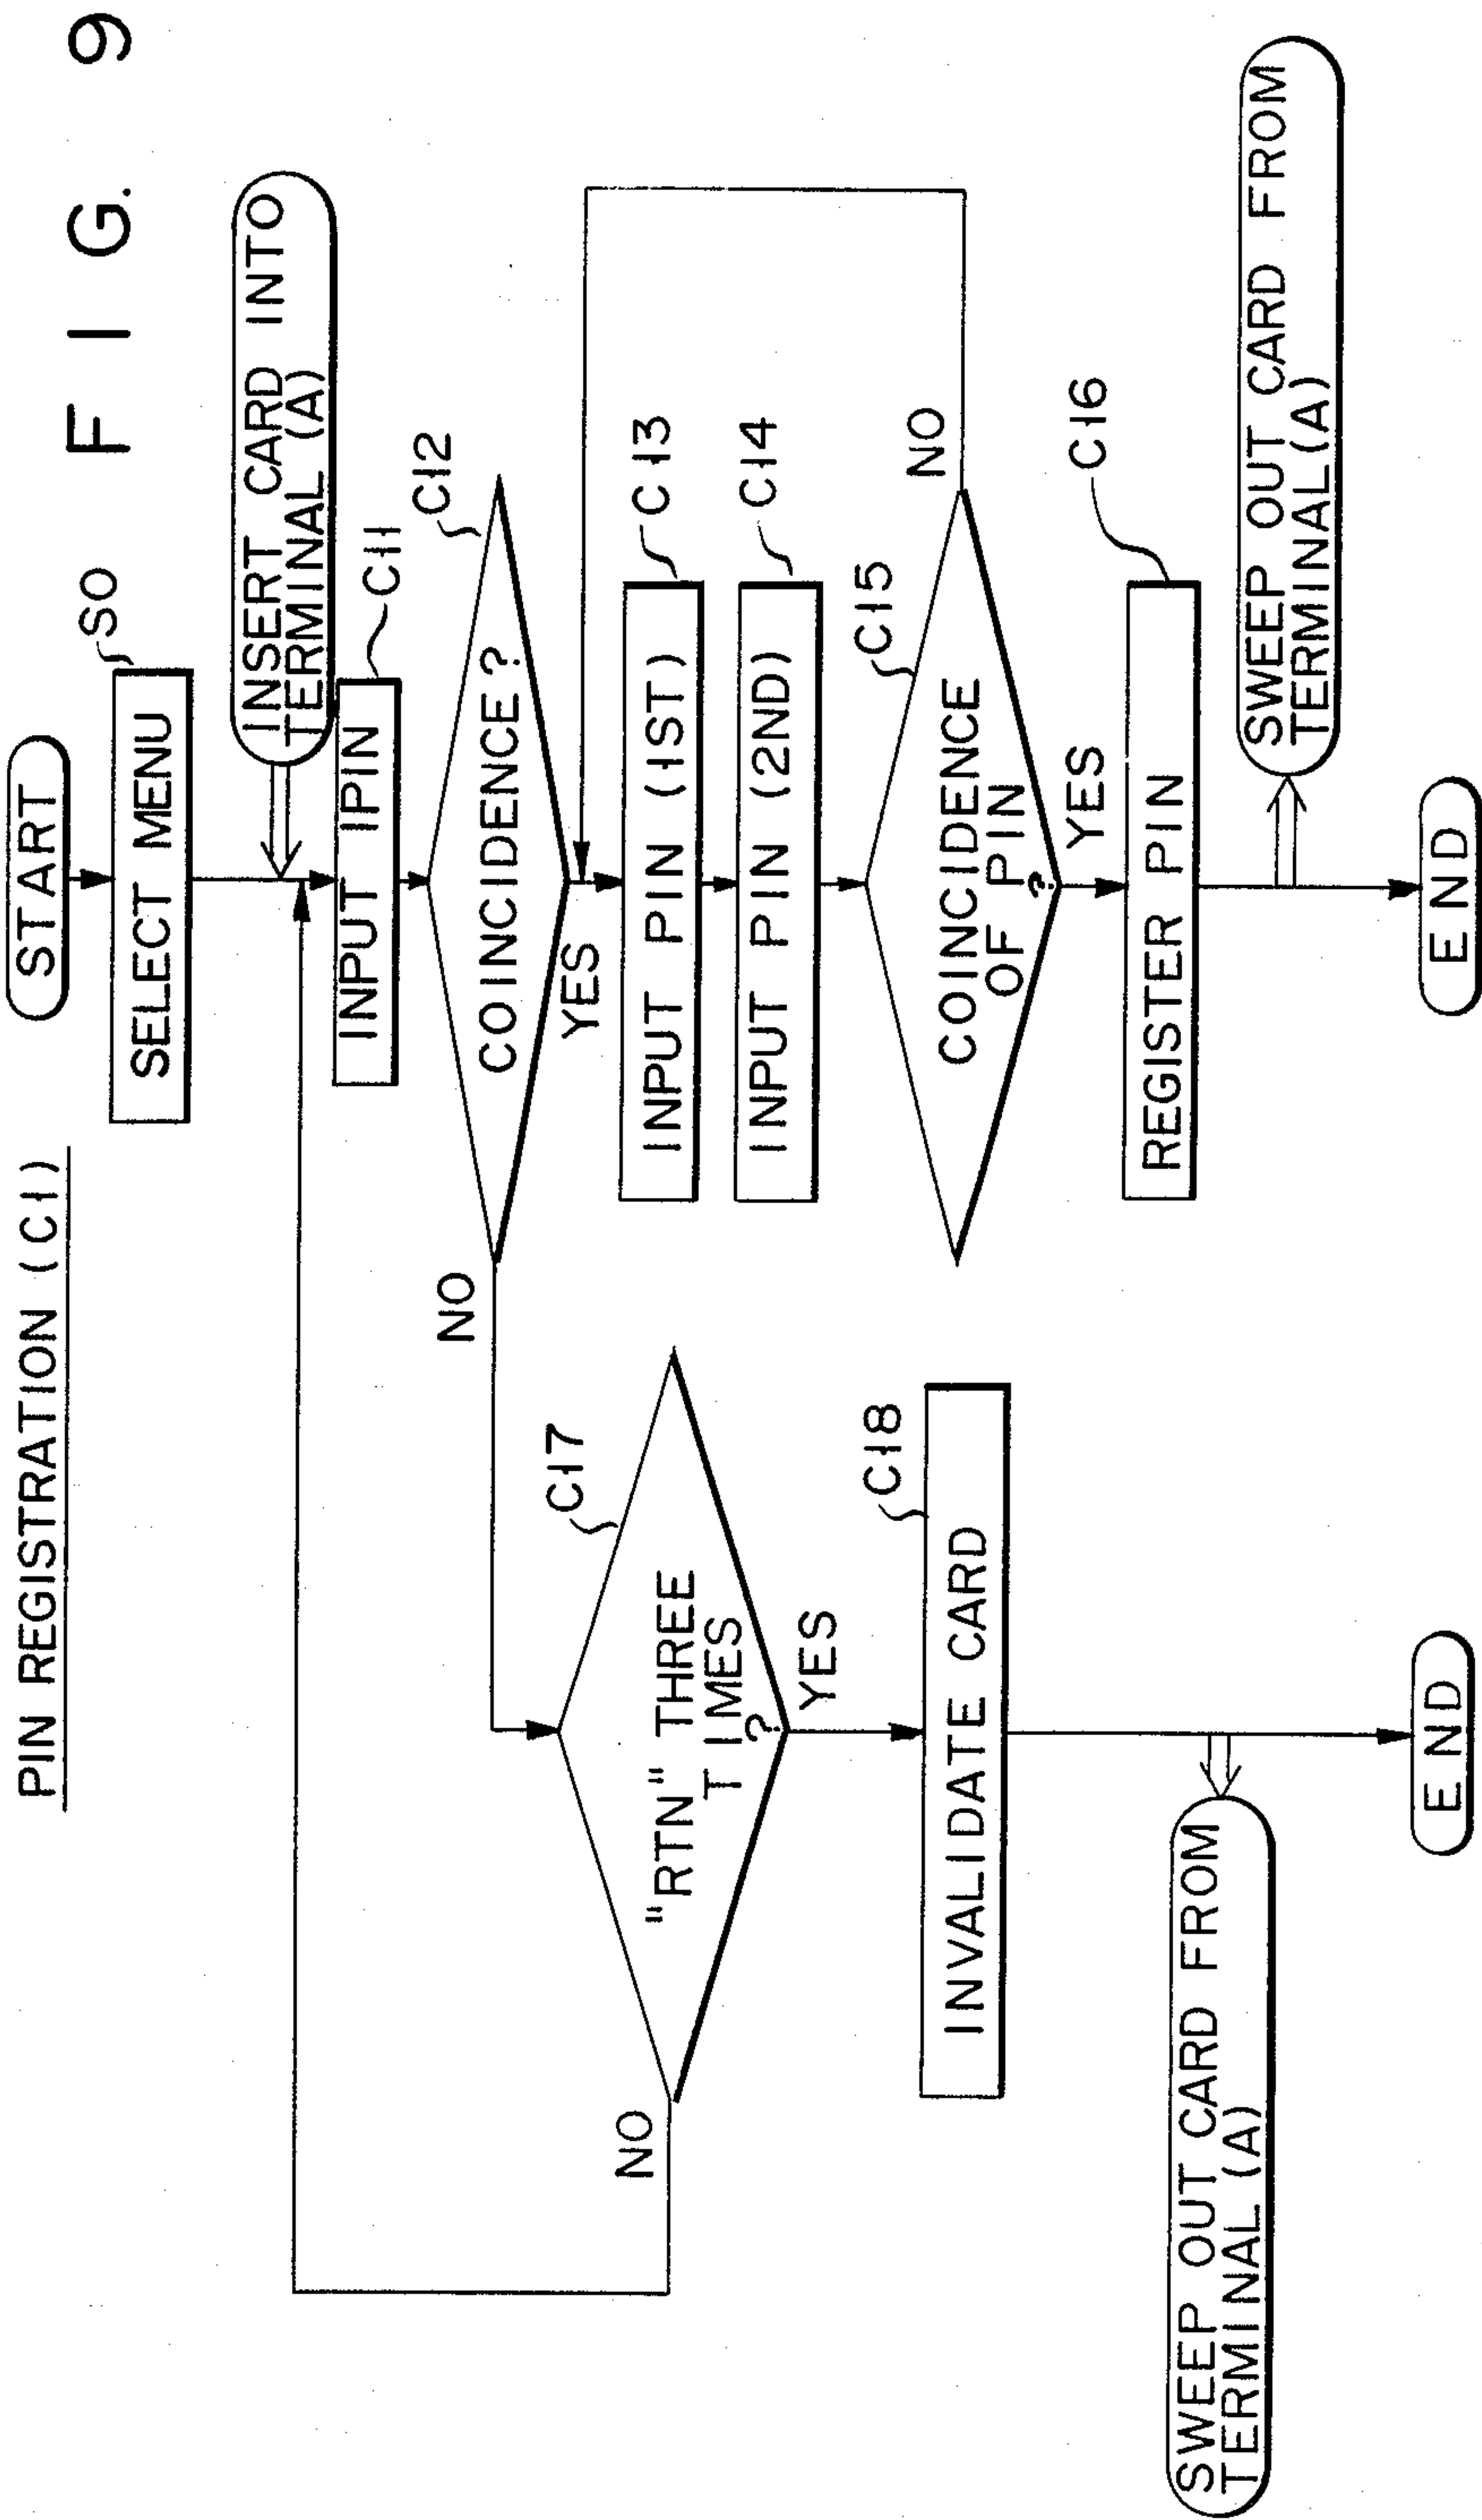 FIG. 9
PIN REGISTRATION (C1)
START
SELECT MENU
S0
INSERT CARD INTO
TERMINAL (A)
INPUT IPIN
C11
COINCIDENCE?
C12
NO
YES
INPUT PIN (1ST)
C13
INPUT PIN (2ND)
C14
COINCIDENCE
OF PIN
?
C15
NO
YES
REGISTER PIN
C16
SWEEP OUT CARD FROM
TERMINAL (A)
END
"RTN" THREE
TIMES
?
C17
NO
YES
INVALIDATE CARD
C18
SWEEP OUT CARD FROM
TERMINAL (A)
END